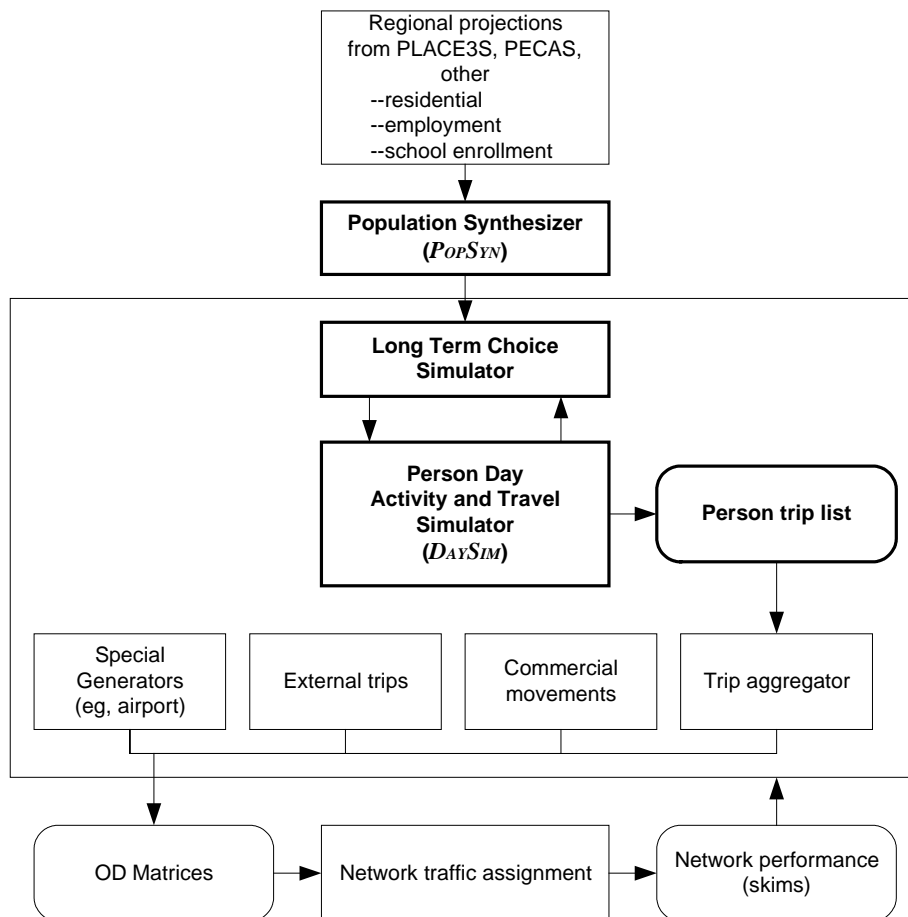 Regional projections
from PLACE3S, PECAS,
other
--residential
--employment
--school enrollment
Population Synthesizer
(POPSYN)
Long Term Choice
Simulator
Person Day
Activity and Travel
Simulator
(DAYSIM)
Person trip list
Special
Generators
(eg, airport)
External trips
Commercial
movements
Trip aggregator
OD Matrices
Network traffic assignment
Network performance
(skims)